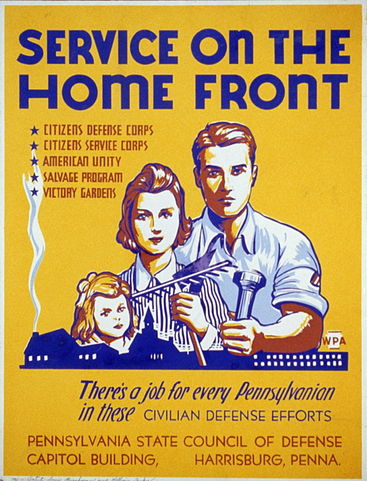 SERVICE ON THE
HOME FRONT
★ CITIZENS DEFENSE CORPS
★ CITIZENS SERVICE CORPS
★ AMERICAN UNITY
★ SALVAGE PROGRAM
★ VICTORY GARDENS
WPA
There's a job for every Pennsylvanian
in these CIVILIAN DEFENSE EFFORTS
PENNSYLVANIA STATE COUNCIL OF DEFENSE
CAPITOL BUILDING, HARRISBURG, PENNA.